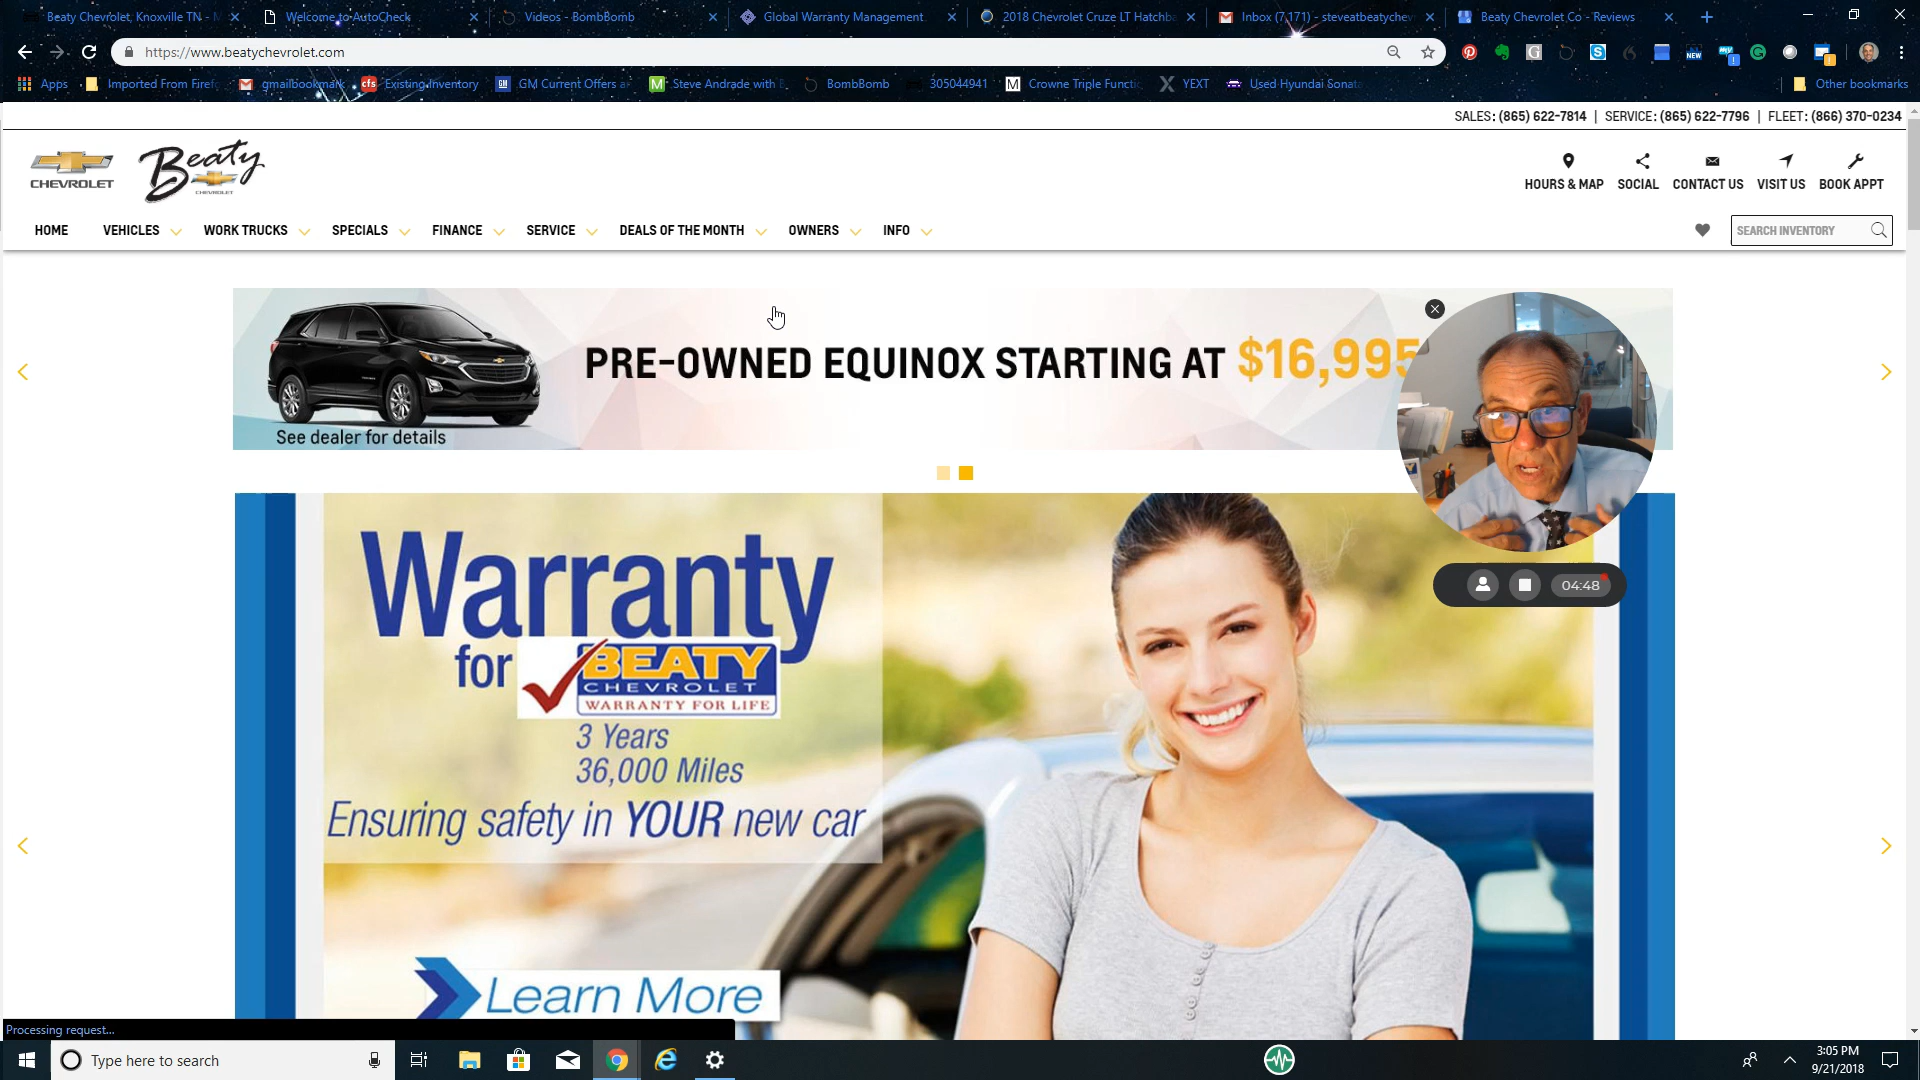 Beaty Chevrolet, Knoxville TN - M
Welcome to AutoCheck
Videos - BombBomb
Global Warranty Management
2018 Chevrolet Cruze LT Hatchba
Inbox (7,171) - steveatbeatychev
Beaty Chevrolet Co - Reviews
https://www.beatychevrolet.com
Apps
Imported From Firefo
gmailbookmark
Existing Inventory
GM Current Offers a
Steve Andrade with B
BombBomb
305044941
Crowne Triple Functi
YEXT
Used Hyundai Sonata
Other bookmarks
SALES: (865) 622-7814 | SERVICE: (865) 622-7796 | FLEET: (866) 370-0234
CHEVROLET
Beaty
CHEVROLET
HOURS & MAP
SOCIAL
CONTACT US
VISIT US
BOOK APPT
HOME
VEHICLES
WORK TRUCKS
SPECIALS
FINANCE
SERVICE
DEALS OF THE MONTH
OWNERS
INFO
SEARCH INVENTORY
PRE-OWNED EQUINOX STARTING AT $16,995
See dealer for details
04:48
Warranty
for
BEATY
CHEVROLET
WARRANTY FOR LIFE
3 Years
36,000 Miles
Ensuring safety in YOUR new car
Learn More
Processing request...
Type here to search
3:05 PM
9/21/2018